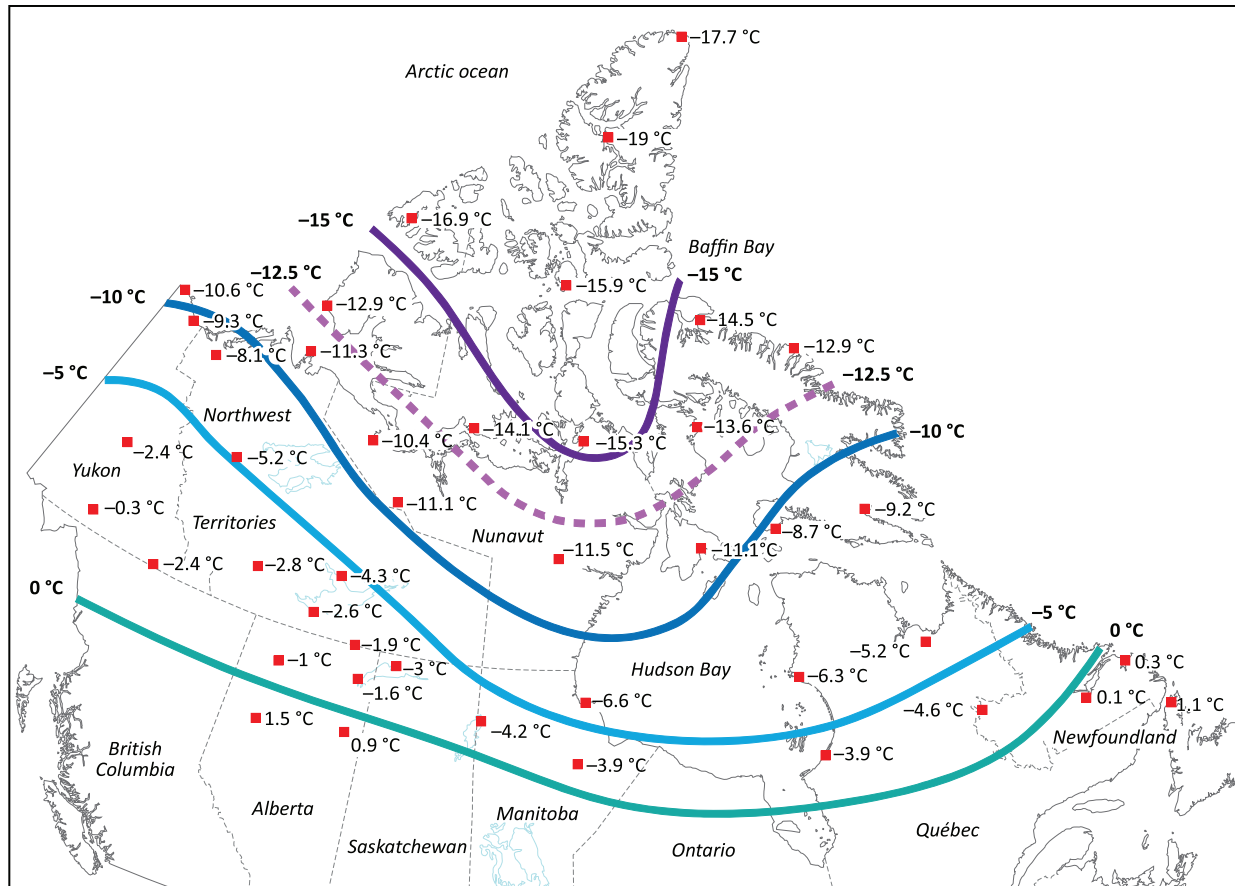 −17.7 °C
Arctic ocean
−19 °C
−15 °C
−16.9 °C
Baffin Bay
−12.5 °C
−15 °C
−15.9 °C
−10.6 °C
−10 °C
−12.9 °C
−9.3 °C
−14.5 °C
−8.1 °C
−11.3 °C
−12.9 °C
−5 °C
−12.5 °C
Northwest
−14.1 °C
−13.6 °C
−10 °C
−10.4 °C
−15.3 °C
−2.4 °C
−5.2 °C
Yukon
−11.1 °C
−0.3 °C
−9.2 °C
Territories
Nunavut
−8.7 °C
−11.5 °C
−11.1 °C
−2.4 °C
−2.8 °C
−4.3 °C
0 °C
−2.6 °C
−5 °C
0 °C
−1.9 °C
−5.2 °C
−1 °C
−3 °C
Hudson Bay
0.3 °C
−1.6 °C
−6.3 °C
−6.6 °C
0.1 °C
1.1 °C
−4.6 °C
1.5 °C
−4.2 °C
0.9 °C
Newfoundland
British
Columbia
−3.9 °C
−3.9 °C
Alberta
Manitoba
Québec
Saskatchewan
Ontario